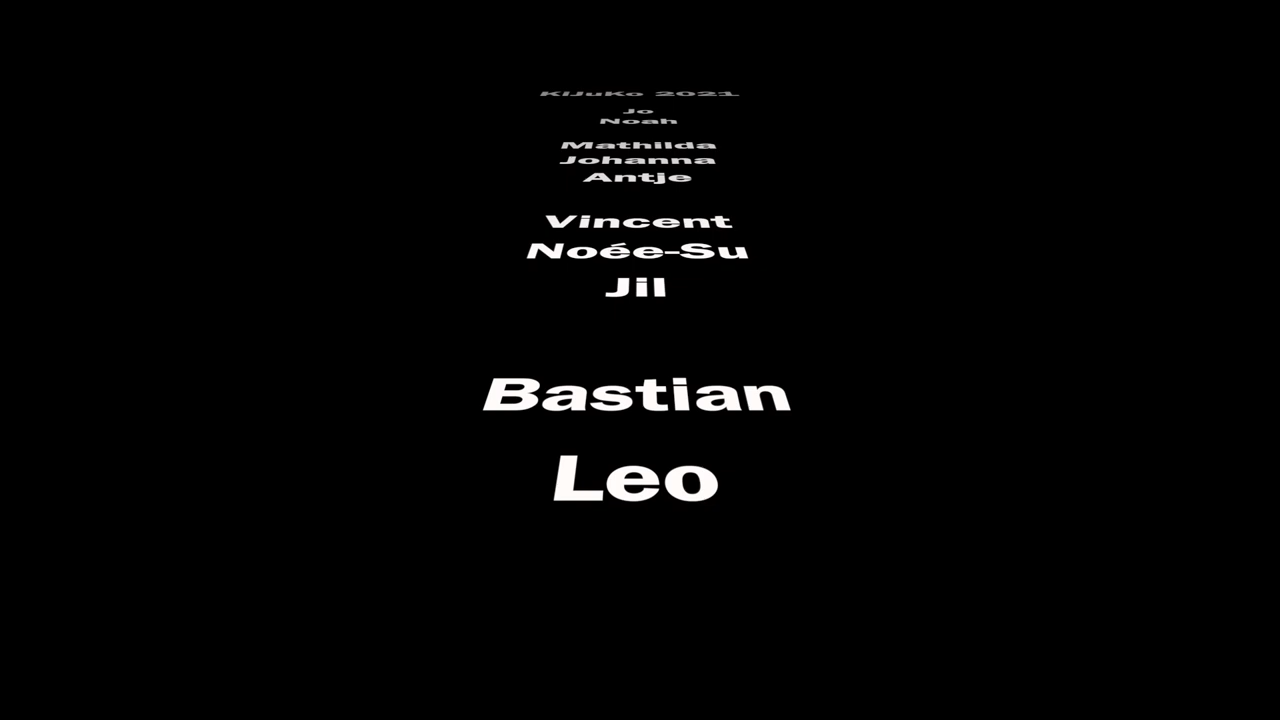 KiJuKo 2021
Jo
Noah
Mathilda
Johanna
Antje
Vincent
Noée-Su
Jil
Bastian
Leo